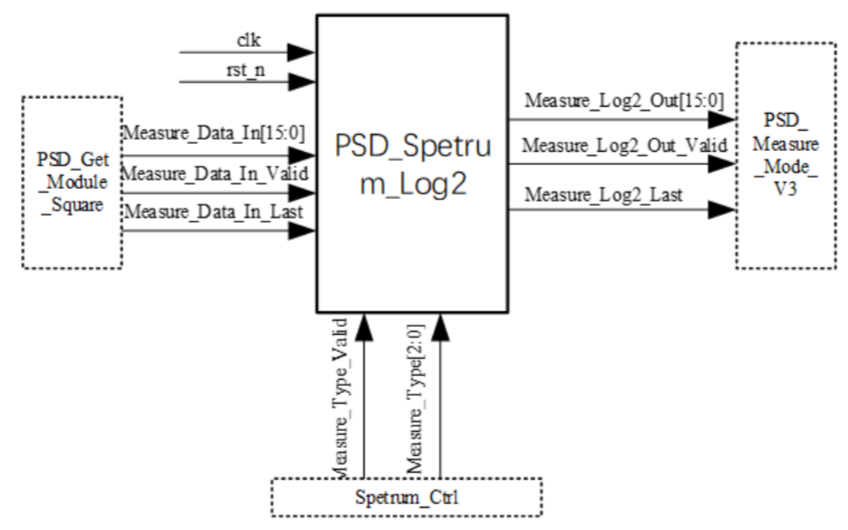 clk
rst_n
PSD_Get
_Module
_Square
Measure_Data_In[15:0]
Measure_Data_In_Valid
Measure_Data_In_Last
PSD_Spetru
m_Log2
Measure_Log2_Out[15:0]
Measure_Log2_Out_Valid
Measure_Log2_Last
PSD_
Measure
_Mode_
V3
Measure_Type_Valid
Measure_Type[2:0]
Spetrum_Ctrl